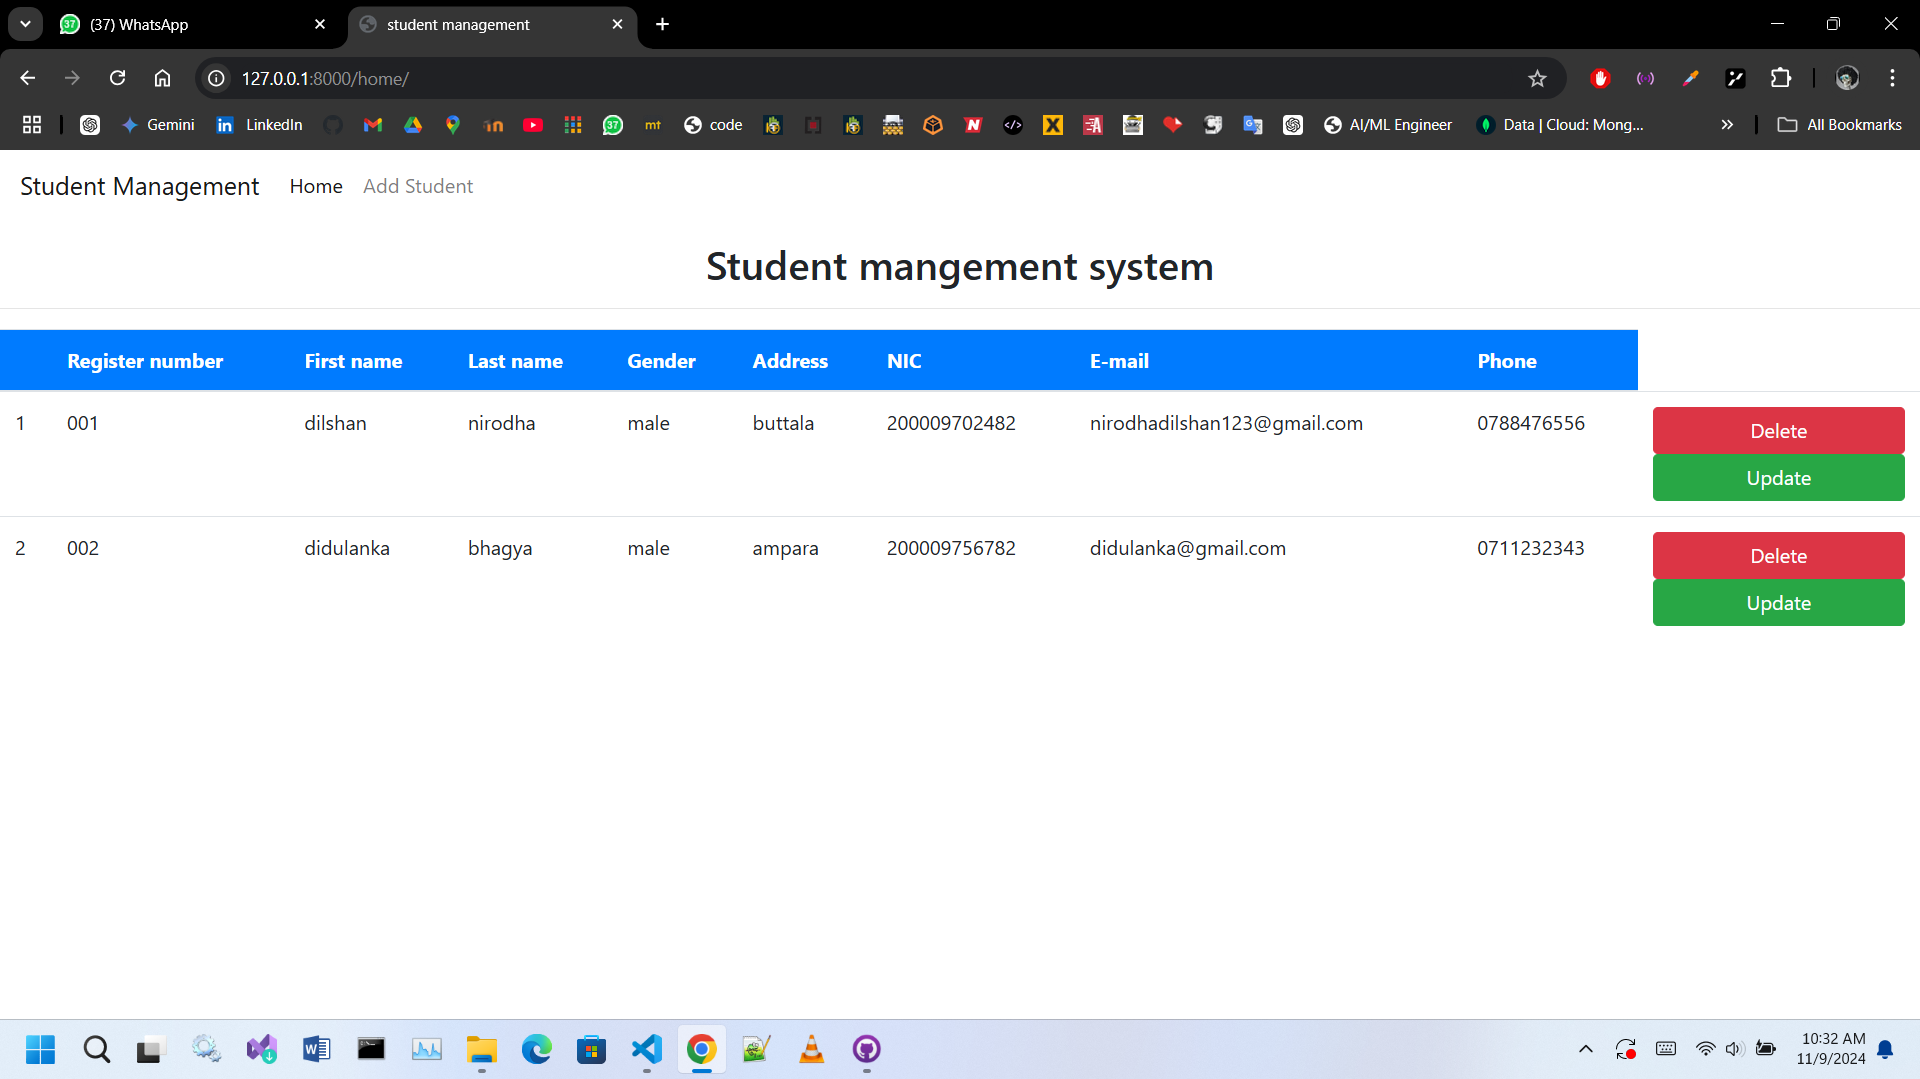 (37) WhatsApp
student management
127.0.0.1:8000/home/
Gemini
LinkedIn
mt
code
AI/ML Engineer
Data | Cloud: Mong...
All Bookmarks
Student Management Home Add Student
Student mangement system
Register number First name Last name Gender Address NIC E-mail Phone
1 001 dilshan nirodha male buttala 200009702482 nirodhadilshan123@gmail.com 0788476556 Delete
Update
2 002 didulanka bhagya male ampara 200009756782 didulanka@gmail.com 0711232343 Delete
Update
10:32 AM
11/9/2024